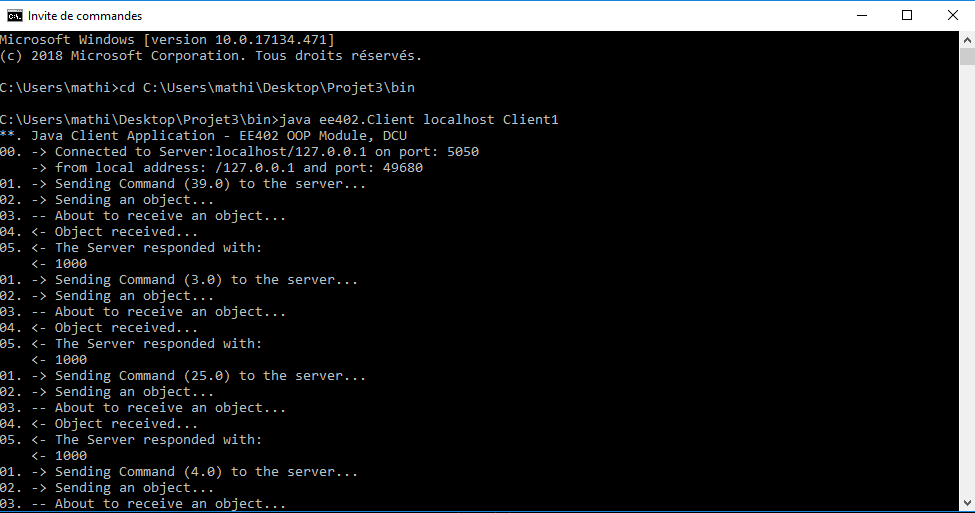 Invite de commandes
Microsoft Windows [version 10.0.17134.471]
(c) 2018 Microsoft Corporation. Tous droits réservés.
C:\Users\mathi>cd C:\Users\mathi\Desktop\Projet3\bin
C:\Users\mathi\Desktop\Projet3\bin>java ee402.Client localhost Client1
**. Java Client Application - EE402 OOP Module, DCU
00. -> Connected to Server:localhost/127.0.0.1 on port: 5050
    -> from local address: /127.0.0.1 and port: 49680
01. -> Sending Command (39.0) to the server...
02. -> Sending an object...
03. -- About to receive an object...
04. <- Object received...
05. <- The Server responded with:
    <- 1000
01. -> Sending Command (3.0) to the server...
02. -> Sending an object...
03. -- About to receive an object...
04. <- Object received...
05. <- The Server responded with:
    <- 1000
01. -> Sending Command (25.0) to the server...
02. -> Sending an object...
03. -- About to receive an object...
04. <- Object received...
05. <- The Server responded with:
    <- 1000
01. -> Sending Command (4.0) to the server...
02. -> Sending an object...
03. -- About to receive an object...